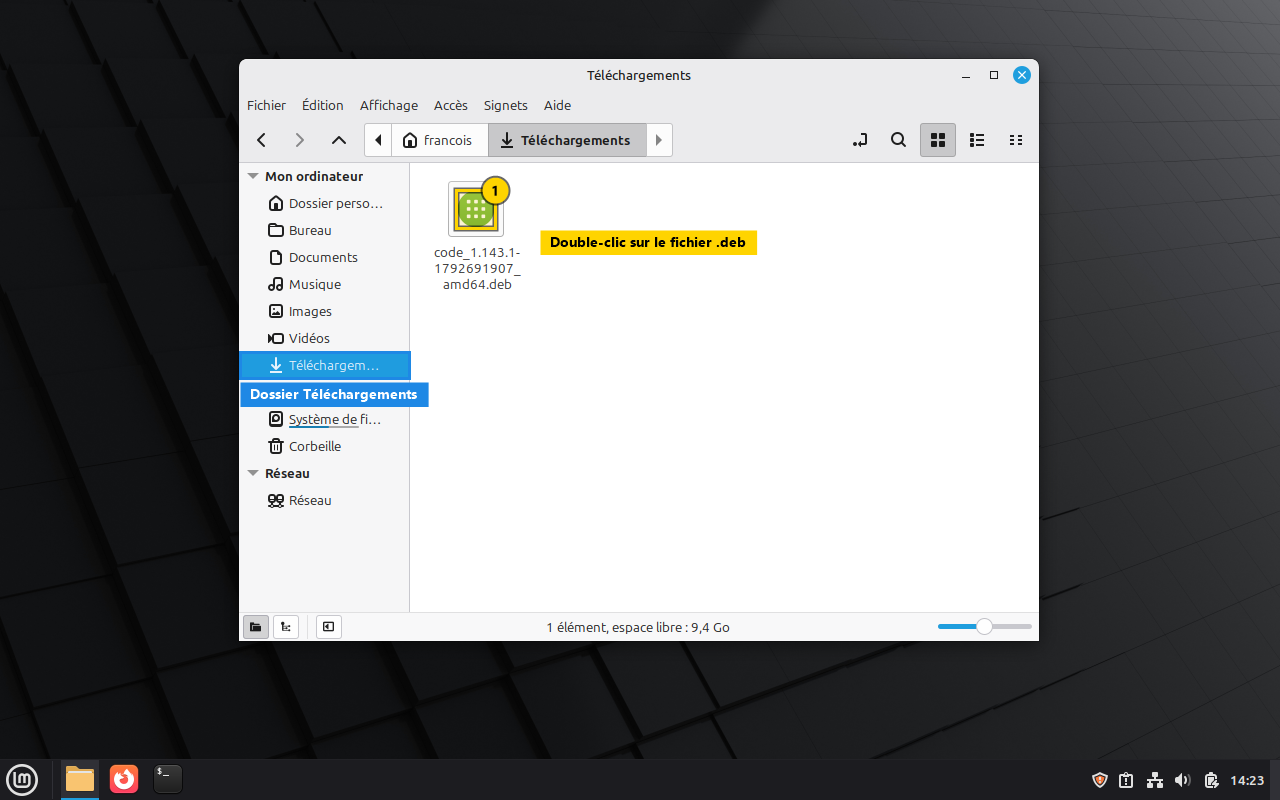 Téléchargements
Fichier Édition Affichage Accès Signets Aide
francois Téléchargements
Mon ordinateur
Dossier perso…
Bureau
Documents
Musique
Images
Vidéos
Téléchargem…
Dossier Téléchargements
Système de fi…
Corbeille
Réseau
Réseau
1
code_1.143.1-
1792691907_
amd64.deb
Double-clic sur le fichier .deb
1 élément, espace libre : 9,4 Go
$_
14:23